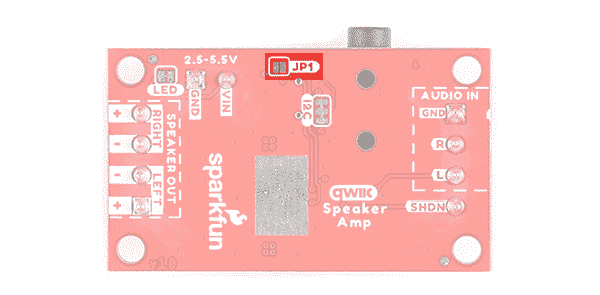 2.5-5.5V
JP1
LED
GND
VIN
I2C
AUDIO IN
GND
R
L
SHDN
+
-
-
+
RIGHT
LEFT
SPEAKER OUT
sparkfun
qwiic
Speaker
Amp
v10